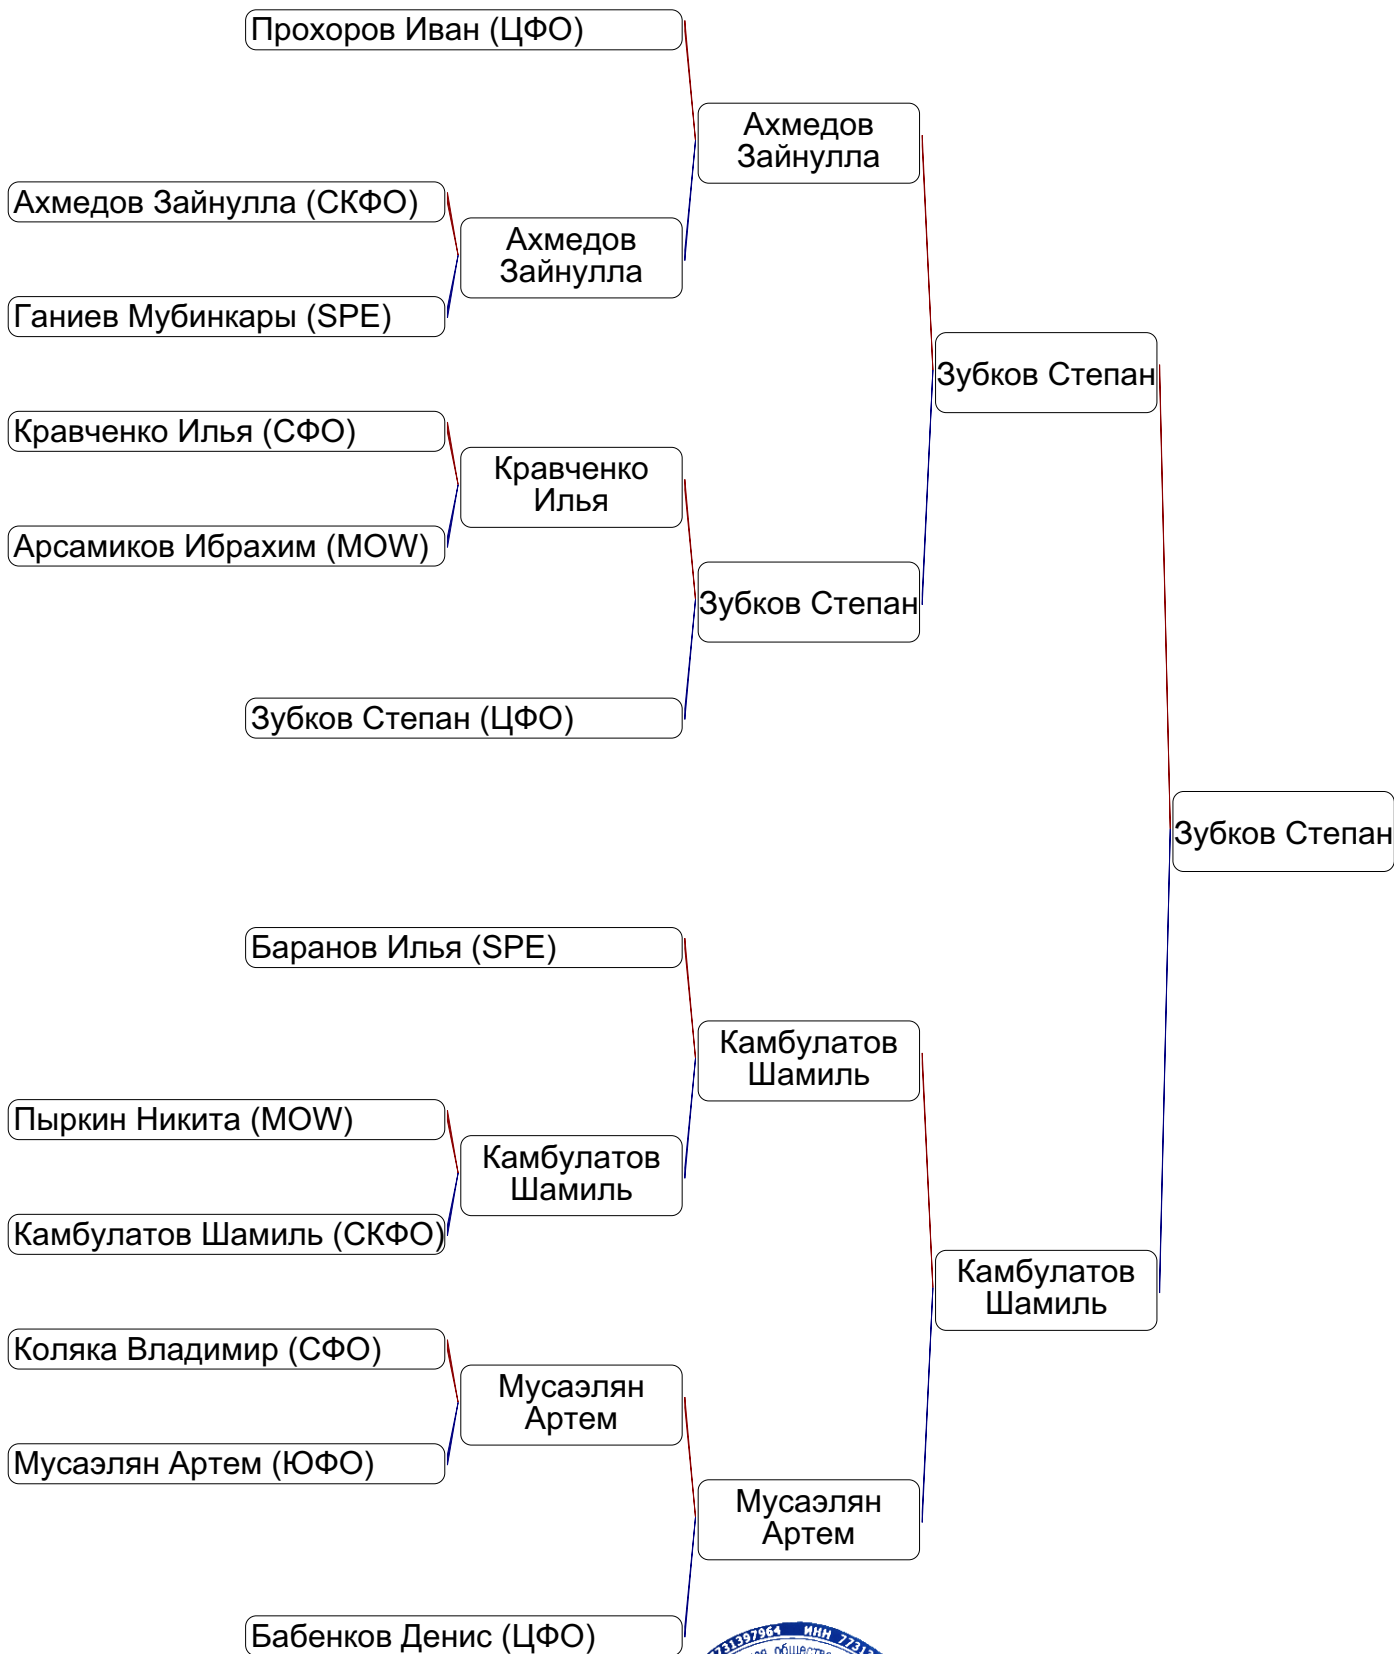 Прохоров Иван (ЦФО)
Ахмедов
Зайнулла
Ахмедов Зайнулла (СКФО)
Ахмедов
Зайнулла
Ганиев Мубинкары (SPE)
Зубков Степан
Кравченко Илья (СФО)
Кравченко
Илья
Арсамиков Ибрахим (MOW)
Зубков Степан
Зубков Степан (ЦФО)
Зубков Степан
Баранов Илья (SPE)
Камбулатов
Шамиль
Пыркин Никита (MOW)
Камбулатов
Шамиль
Камбулатов Шамиль (СКФО)
Камбулатов
Шамиль
Коляка Владимир (СФО)
Мусаэлян
Артем
Мусаэлян Артем (ЮФО)
Мусаэлян
Артем
Бабенков Денис (ЦФО)
ИНН